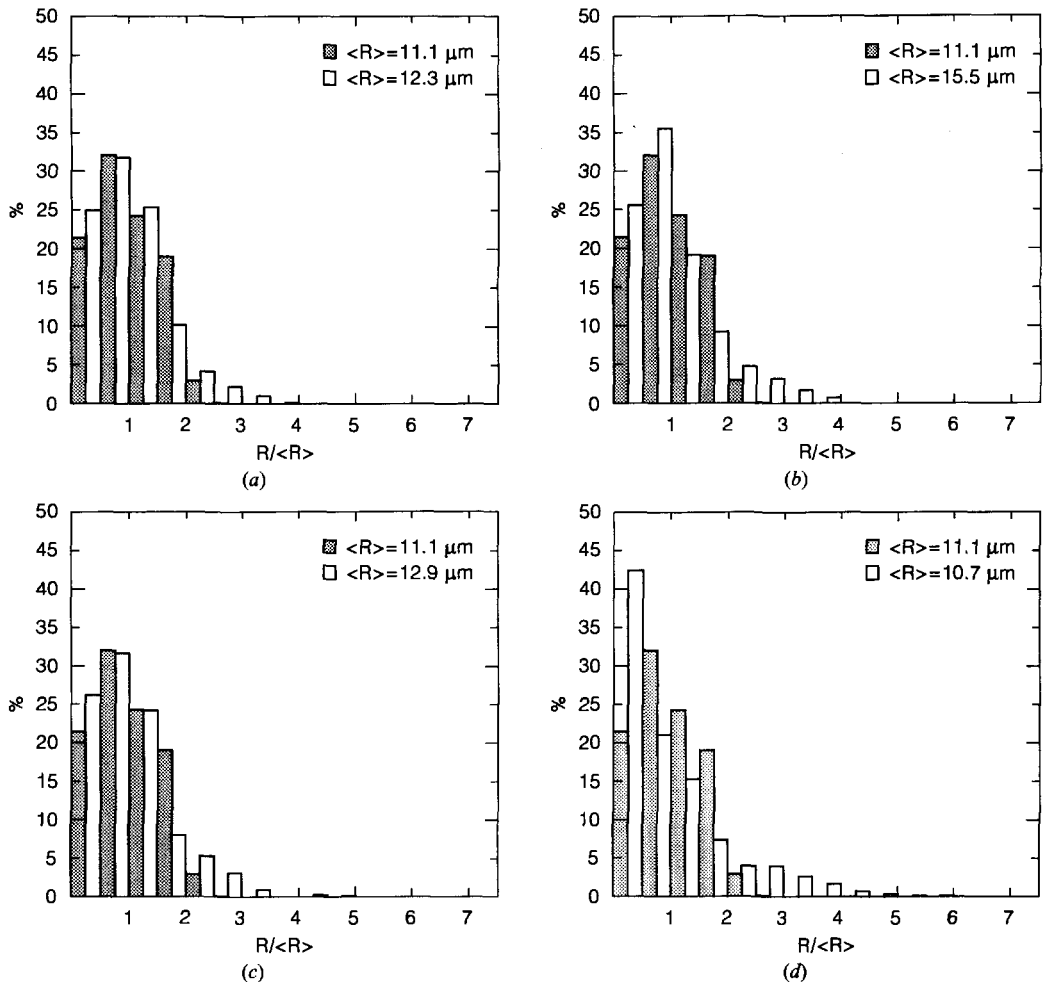 50
45
40
35
30
25
20
15
10
5
0
%
<R>=11.1 µm
<R>=12.3 µm
1 2 3 4 5 6 7
R/<R>
(a)
50
45
40
35
30
25
20
15
10
5
0
%
<R>=11.1 µm
<R>=15.5 µm
1 2 3 4 5 6 7
R/<R>
(b)
50
45
40
35
30
25
20
15
10
5
0
%
<R>=11.1 µm
<R>=12.9 µm
1 2 3 4 5 6 7
R/<R>
(c)
50
45
40
35
30
25
20
15
10
5
0
%
<R>=11.1 µm
<R>=10.7 µm
1 2 3 4 5 6 7
R/<R>
(d)